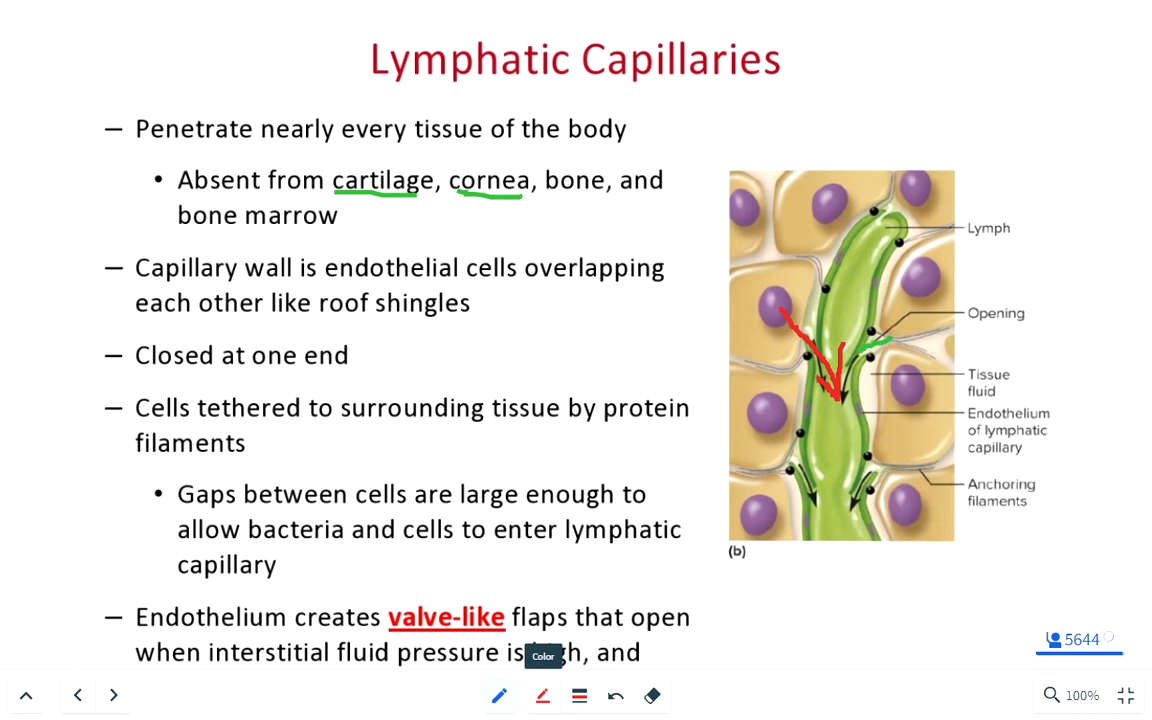 Lymphatic Capillaries
– Penetrate nearly every tissue of the body
• Absent from cartilage, cornea, bone, and
bone marrow
– Capillary wall is endothelial cells overlapping
each other like roof shingles
– Closed at one end
– Cells tethered to surrounding tissue by protein
filaments
• Gaps between cells are large enough to
allow bacteria and cells to enter lymphatic
capillary
– Endothelium creates valve-like flaps that open
when interstitial fluid pressure is and
Lymph
Opening
Tissue
fluid
Endothelium
of lymphatic
capillary
Anchoring
filaments
(b)
5644
Color
100%